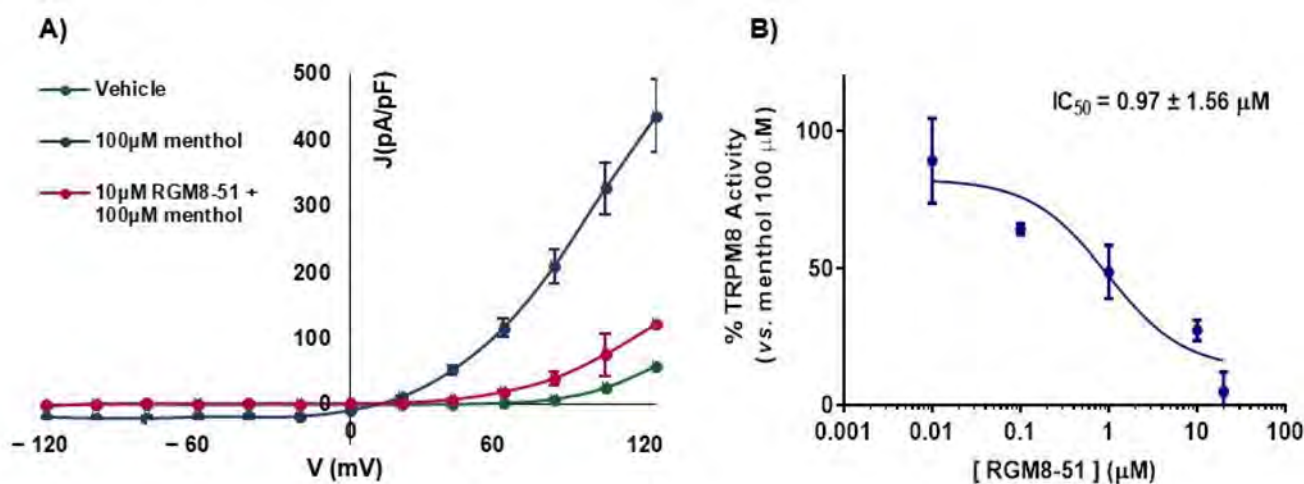 A)
Vehicle
100µM menthol
10µM RGM8-51 +
100µM menthol
J(pA/pF)
500
400
300
200
100
0
– 120
– 60
0
60
120
V (mV)
B)
IC50 = 0.97 ± 1.56 µM
% TRPM8 Activity
(vs. menthol 100 µM)
100
50
0
0.001
0.01
0.1
1
10
100
[ RGM8-51 ] (µM)